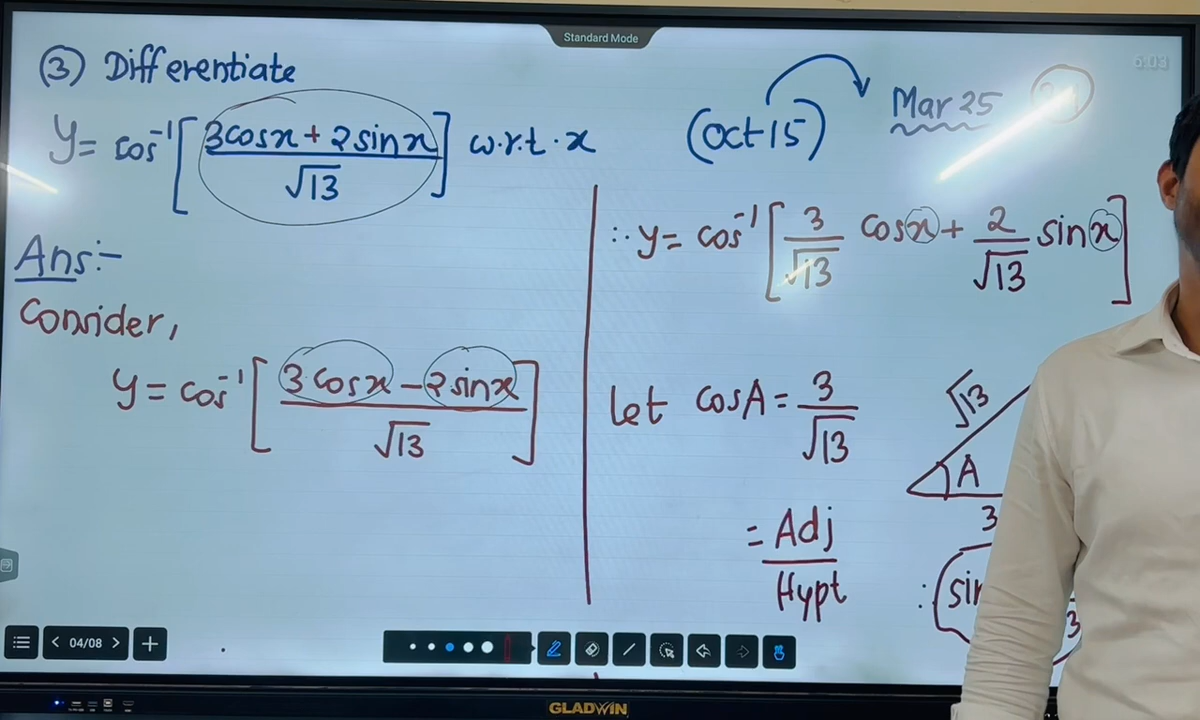 Standard Mode
6:03
(3) Differentiate
y= cos⁻¹[3cosx+2sinx/√13] w.r.t.x
(Oct 15)
Mar 25
Ans:-
Consider,
y=cos⁻¹[3cosx-2sinx/√13]
∴y=cos⁻¹[3/√13 cosx+2/√13 sinx]
let cosA=3/√13
=Adj/Hypt
√13
A
3
04/08
GLADWIN